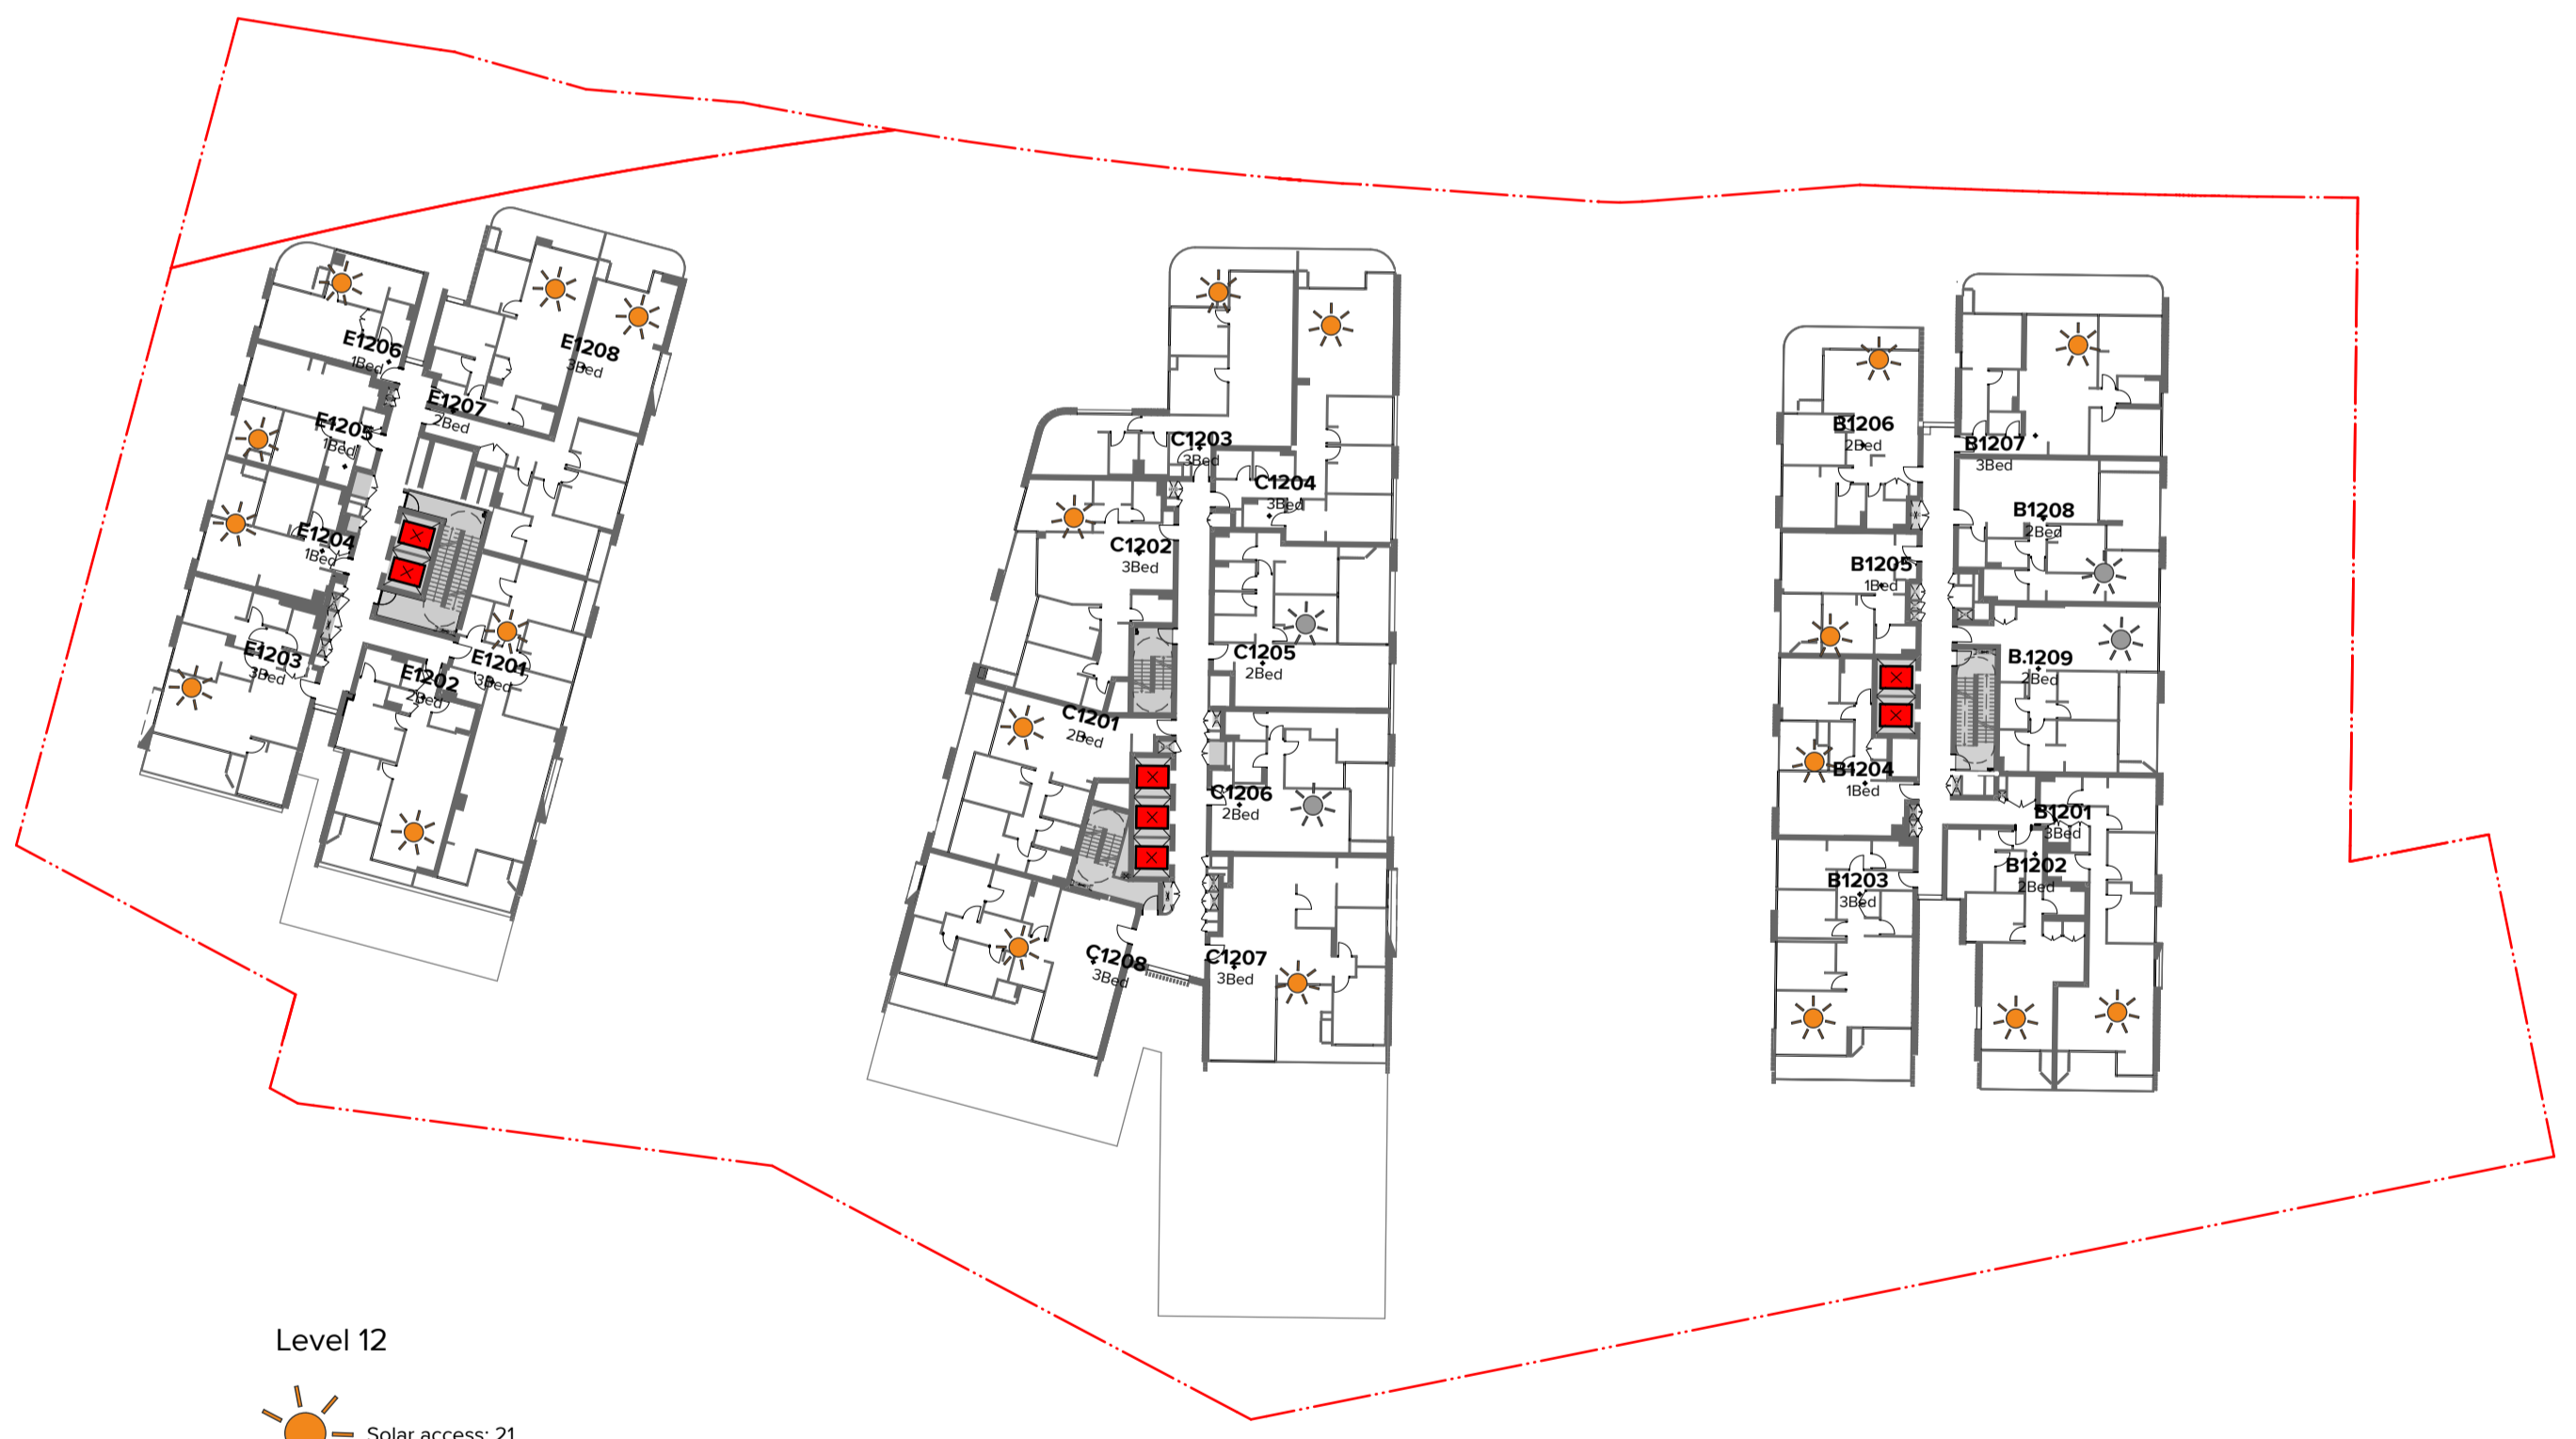 E1206
1Bed
E1208
3Bed
E1207
2Bed
E1205
1Bed
E1204
1Bed
E1203
3Bed
E1202
2Bed
E1201
3Bed
C1203
3Bed
C1204
3Bed
C1202
3Bed
C1205
2Bed
C1201
2Bed
C1206
2Bed
C1208
3Bed
C1207
3Bed
B1206
2Bed
B1207
3Bed
B1208
2Bed
B1205
1Bed
B.1209
2Bed
B1204
1Bed
B1201
3Bed
B1202
2Bed
B1203
3Bed
Level 12
Solar access: 21